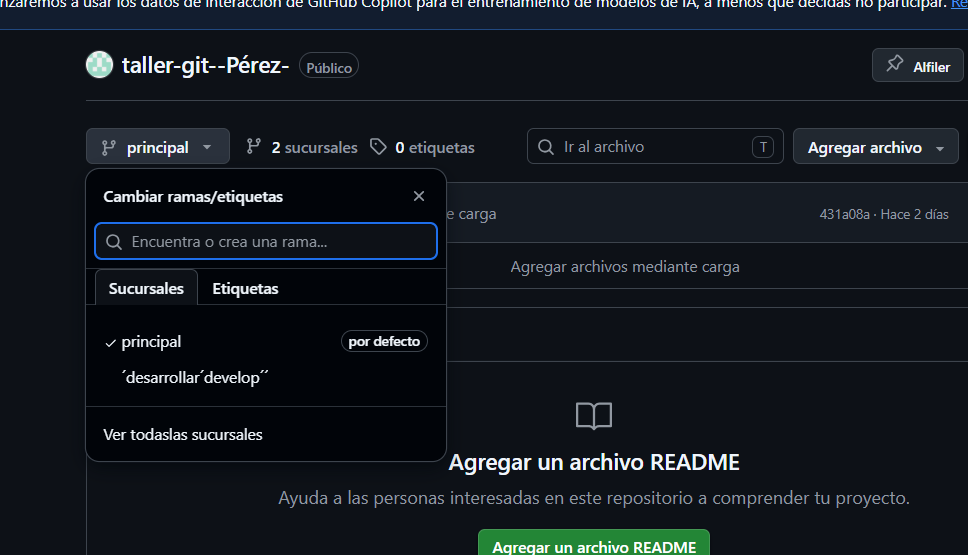 nzaremos a usar los datos de interacción de GitHub Copilot para el entrenamiento de modelos de IA, a menos que decidas no participar. Re
taller-git--Pérez- Público Alfiler
principal 2 sucursales 0 etiquetas Ir al archivo T Agregar archivo
Cambiar ramas/etiquetas
e carga 431a08a · Hace 2 días
Encuentra o crea una rama...
Agregar archivos mediante carga
Sucursales Etiquetas
principal por defecto
´desarrollar´develop´´
Ver todaslas sucursales
Agregar un archivo README
Ayuda a las personas interesadas en este repositorio a comprender tu proyecto.
Agregar un archivo README